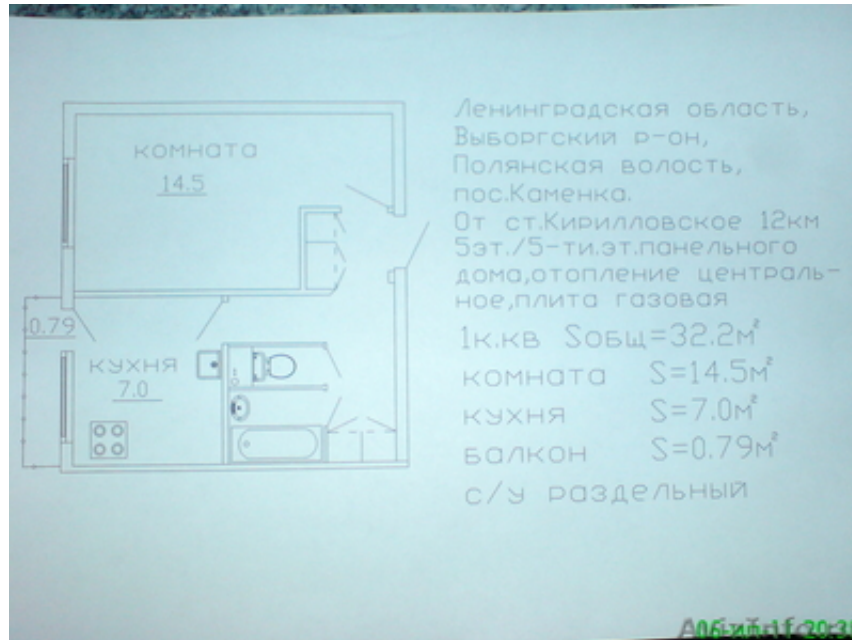 комната
14.5
0.79
кухня
7.0
Ленинградская область,
Выборгский р-он,
Полянская волость,
пос.Каменка.
От ст.Кирилловское 12км
5эт./5-ти.эт.панельного
дома,отопление централь-
ное,плита газовая
1к.кв Sобщ=32.2м²
комната S=14.5м²
кухня S=7.0м²
балкон S=0.79м²
с/у раздельный